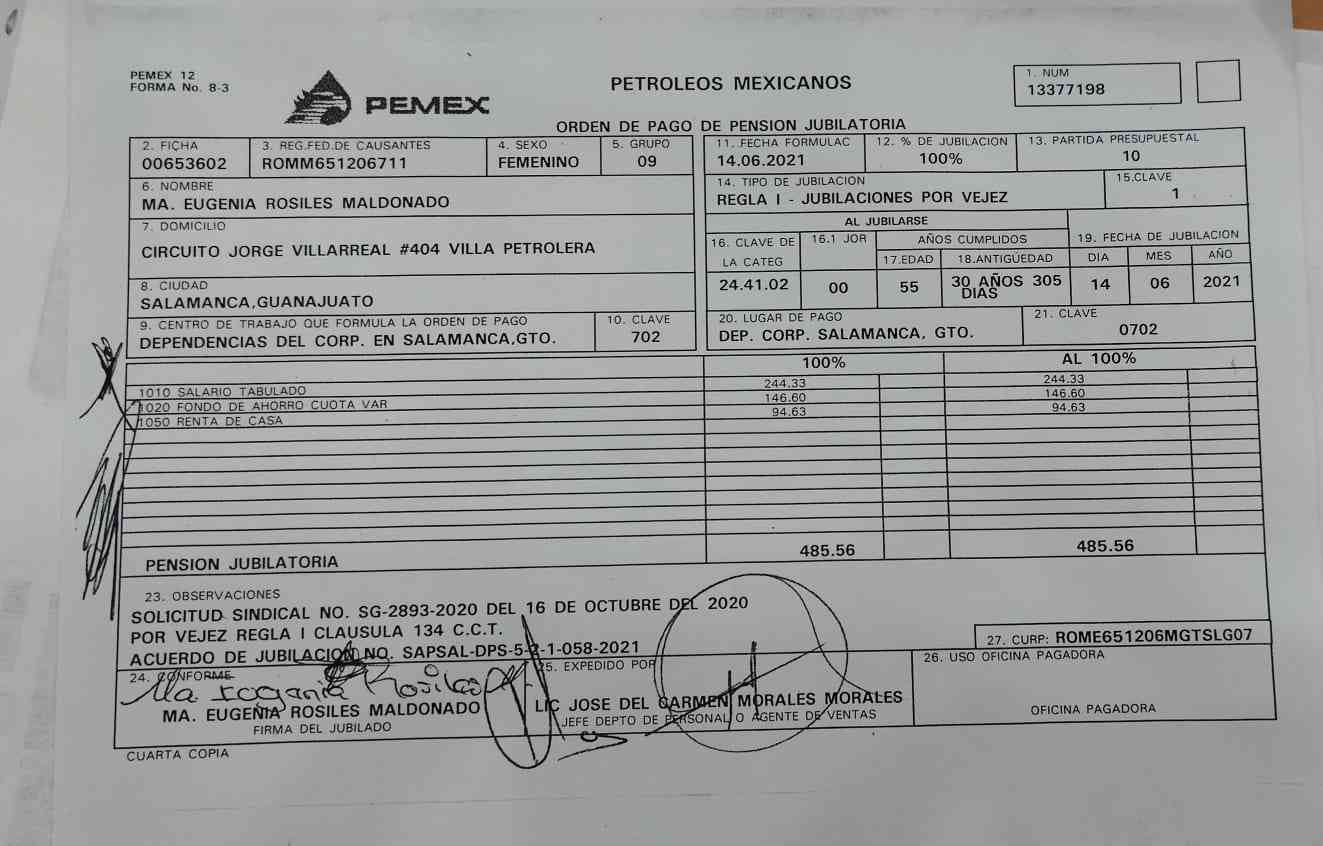 PEMEX 12
FORMA No. 8-3
PEMEX
PETROLEOS MEXICANOS
1. NUM
13377198
ORDEN DE PAGO DE PENSION JUBILATORIA
2. FICHA
00653602
3. REG.FED.DE CAUSANTES
ROMM651206711
4. SEXO
FEMENINO
5. GRUPO
09
11..FECHA FORMULAC
14.06.2021
12. % DE JUBILACION
100%
13. PARTIDA PRESUPUESTAL
10
6. NOMBRE
MA. EUGENIA ROSILES MALDONADO
14. TIPO DE JUBILACION
REGLA I - JUBILACIONES POR VEJEZ
15.CLAVE
1
7. DOMICILIO
CIRCUITO JORGE VILLARREAL #404 VILLA PETROLERA
AL JUBILARSE
16. CLAVE DE
LA CATEG
24.41.02
16.1 JOR
00
AÑOS CUMPLIDOS
17.EDAD
55
18.ANTIGÜEDAD
30 AÑOS 305
DIAS
19. FECHA DE JUBILACION
DIA
MES
AÑO
14
06
2021
8. CIUDAD
SALAMANCA,GUANAJUATO
9. CENTRO DE TRABAJO QUE FORMULA LA ORDEN DE PAGO
DEPENDENCIAS DEL CORP. EN SALAMANCA,GTO.
10. CLAVE
702
20. LUGAR DE PAGO
DEP. CORP. SALAMANCA, GTO.
21. CLAVE
0702
100%
AL 100%
1010 SALARIO TABULADO 244.33 244.33
1020 FONDO DE AHORRO CUOTA VAR 146.60 146.60
1050 RENTA DE CASA 94.63 94.63
PENSION JUBILATORIA 485.56 485.56
23. OBSERVACIONES
SOLICITUD SINDICAL NO. SG-2893-2020 DEL 16 DE OCTUBRE DEL 2020
POR VEJEZ REGLA I CLAUSULA 134 C.C.T.
ACUERDO DE JUBILACION NO. SAPSAL-DPS-5-2-1-058-2021
27. CURP: ROME651206MGTSLG07
24. CONFORME
MA. EUGENIA ROSILES MALDONADO
FIRMA DEL JUBILADO
25. EXPEDIDO POR
LIC JOSE DEL CARMEN MORALES MORALES
JEFE DEPTO DE PERSONAL O AGENTE DE VENTAS
26. USO OFICINA PAGADORA
OFICINA PAGADORA
CUARTA COPIA